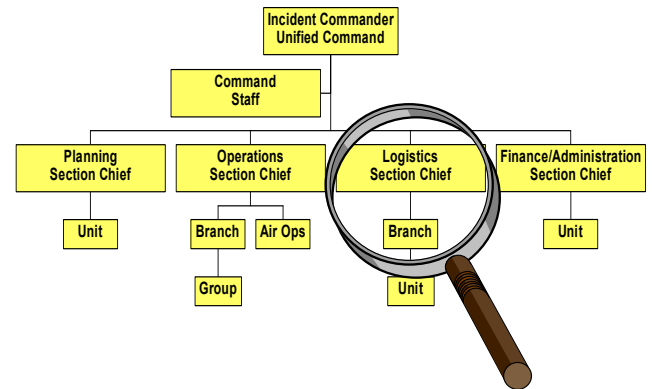 Incident Commander
Unified Command
Command
Staff
Planning
Section Chief
Operations
Section Chief
Logistics
Section Chief
Finance/Administration
Section Chief
Unit
Branch
Air Ops
Branch
Unit
Group
Unit